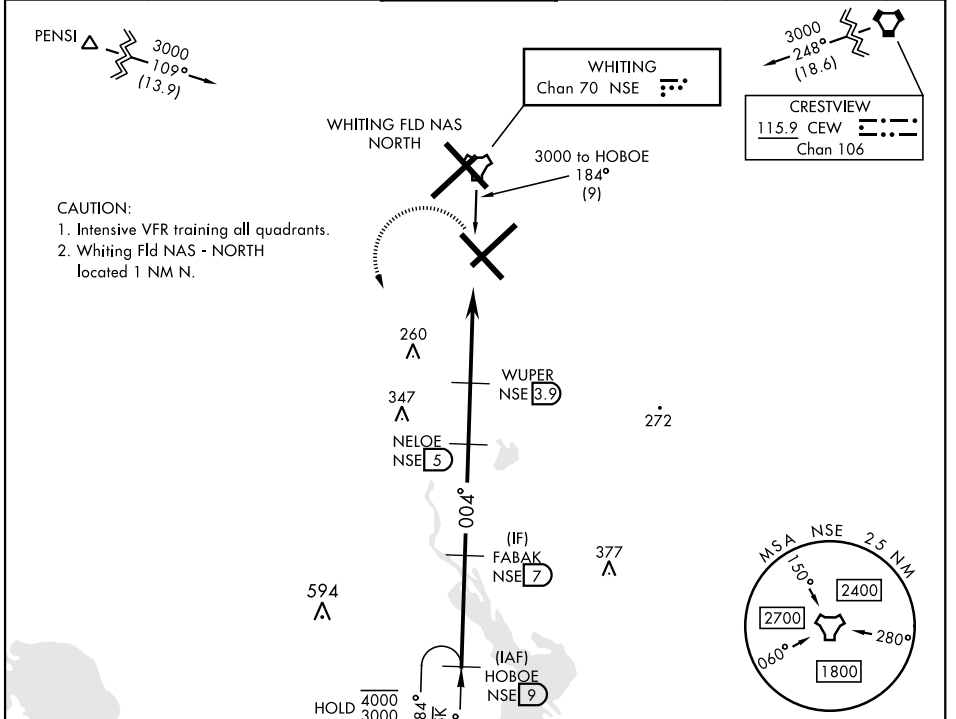 PENSI
3000
109°
(13.9)
3000
248°
(18.6)
WHITING
Chan 70 NSE
CRESTVIEW
115.9 CEW
Chan 106
WHITING FLD NAS
NORTH
3000 to HOBOE
184°
(9)
CAUTION:
1. Intensive VFR training all quadrants.
2. Whiting Fld NAS - NORTH
located 1 NM N.
260
WUPER
NSE 3.9
347
272
NELOE
NSE 5
004°
(IF)
FABAK
NSE 7
377
594
MSA NSE 25 NM
150°
2400
2700
280°
060°
1800
(IAF)
HOBOE
NSE 9
HOLD 4000
3000
84°